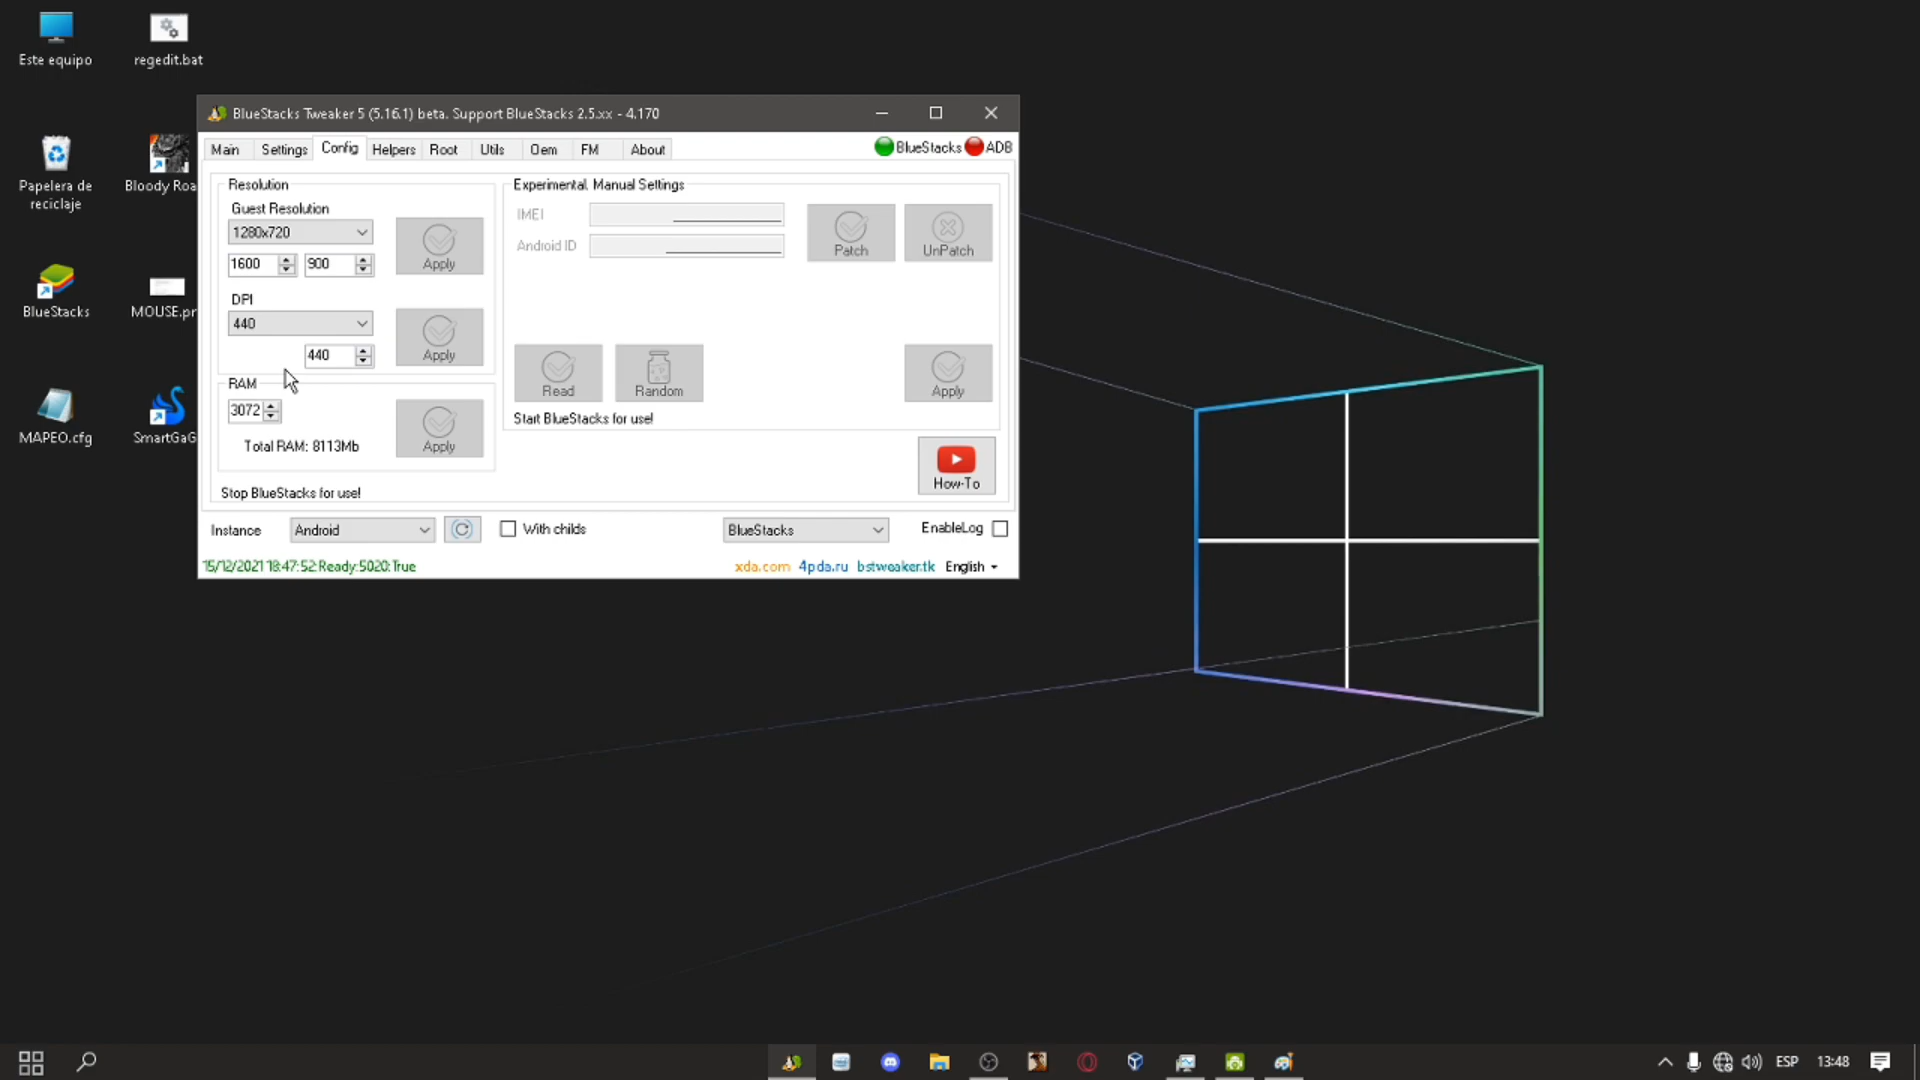 Este equipo
regedit.bat
Papelera de
reciclaje
Bloody Roa
BlueStacks
MOUSE.pr
MAPEO.cfg
SmartGaG
BlueStacks Tweaker 5 (5.16.1) beta. Support BlueStacks 2.5.xx - 4.170
Main Settings Config Helpers Root Utils Oem FM About
BlueStacks ADB
Resolution
Guest Resolution
1280x720
1600 900
Apply
DPI
440
440
Apply
RAM
3072
Total RAM: 8113Mb
Apply
Stop BlueStacks for use!
Experimental. Manual Settings
IMEI
Android ID
Patch UnPatch
Read Random Apply
Start BlueStacks for use!
How-To
Instance Android With childs BlueStacks EnableLog
15/12/2021 18:47:52:Ready:5020:True
xda.com 4pda.ru bstweaker.tk English
ESP 13:48